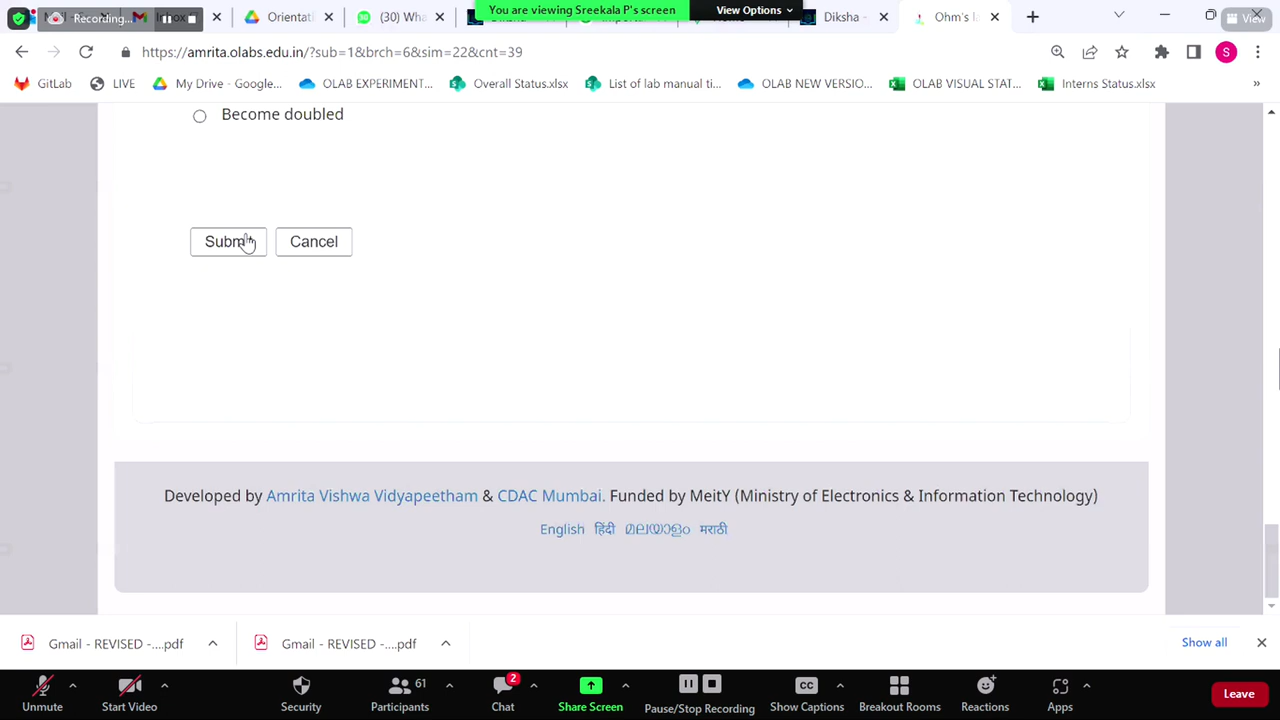 Recording...
Orientati
(30) Wha
Diksha -
Ohm's l
You are viewing Sreekala P's screen
View Options
View
https://amrita.olabs.edu.in/?sub=1&brch=6&sim=22&cnt=39
S
GitLab
LIVE
My Drive - Google...
OLAB EXPERIMENT...
Overall Status.xlsx
List of lab manual ti...
OLAB NEW VERSIO...
OLAB VISUAL STAT...
Interns Status.xlsx
»
Become doubled
Submit
Cancel
Developed by Amrita Vishwa Vidyapeetham & CDAC Mumbai. Funded by MeitY (Ministry of Electronics & Information Technology)
English हिंदी മലയാളം मराठी
Gmail - REVISED -....pdf
Gmail - REVISED -....pdf
Show all
Unmute
Start Video
Security
61
Participants
2
Chat
Share Screen
Pause/Stop Recording
CC
Show Captions
Breakout Rooms
Reactions
Apps
Leave